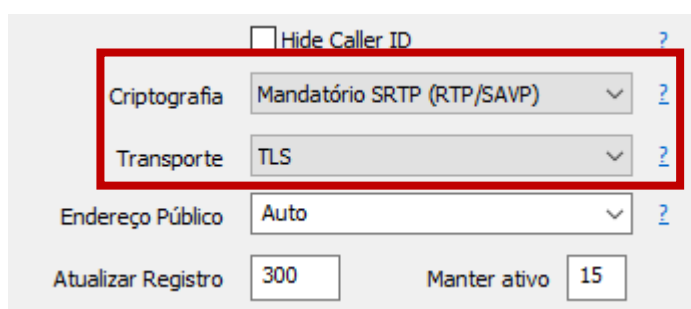 Hide Caller ID ?
Criptografia Mandatório SRTP (RTP/SAVP) ?
Transporte TLS ?
Endereço Público Auto ?
Atualizar Registro 300 Manter ativo 15